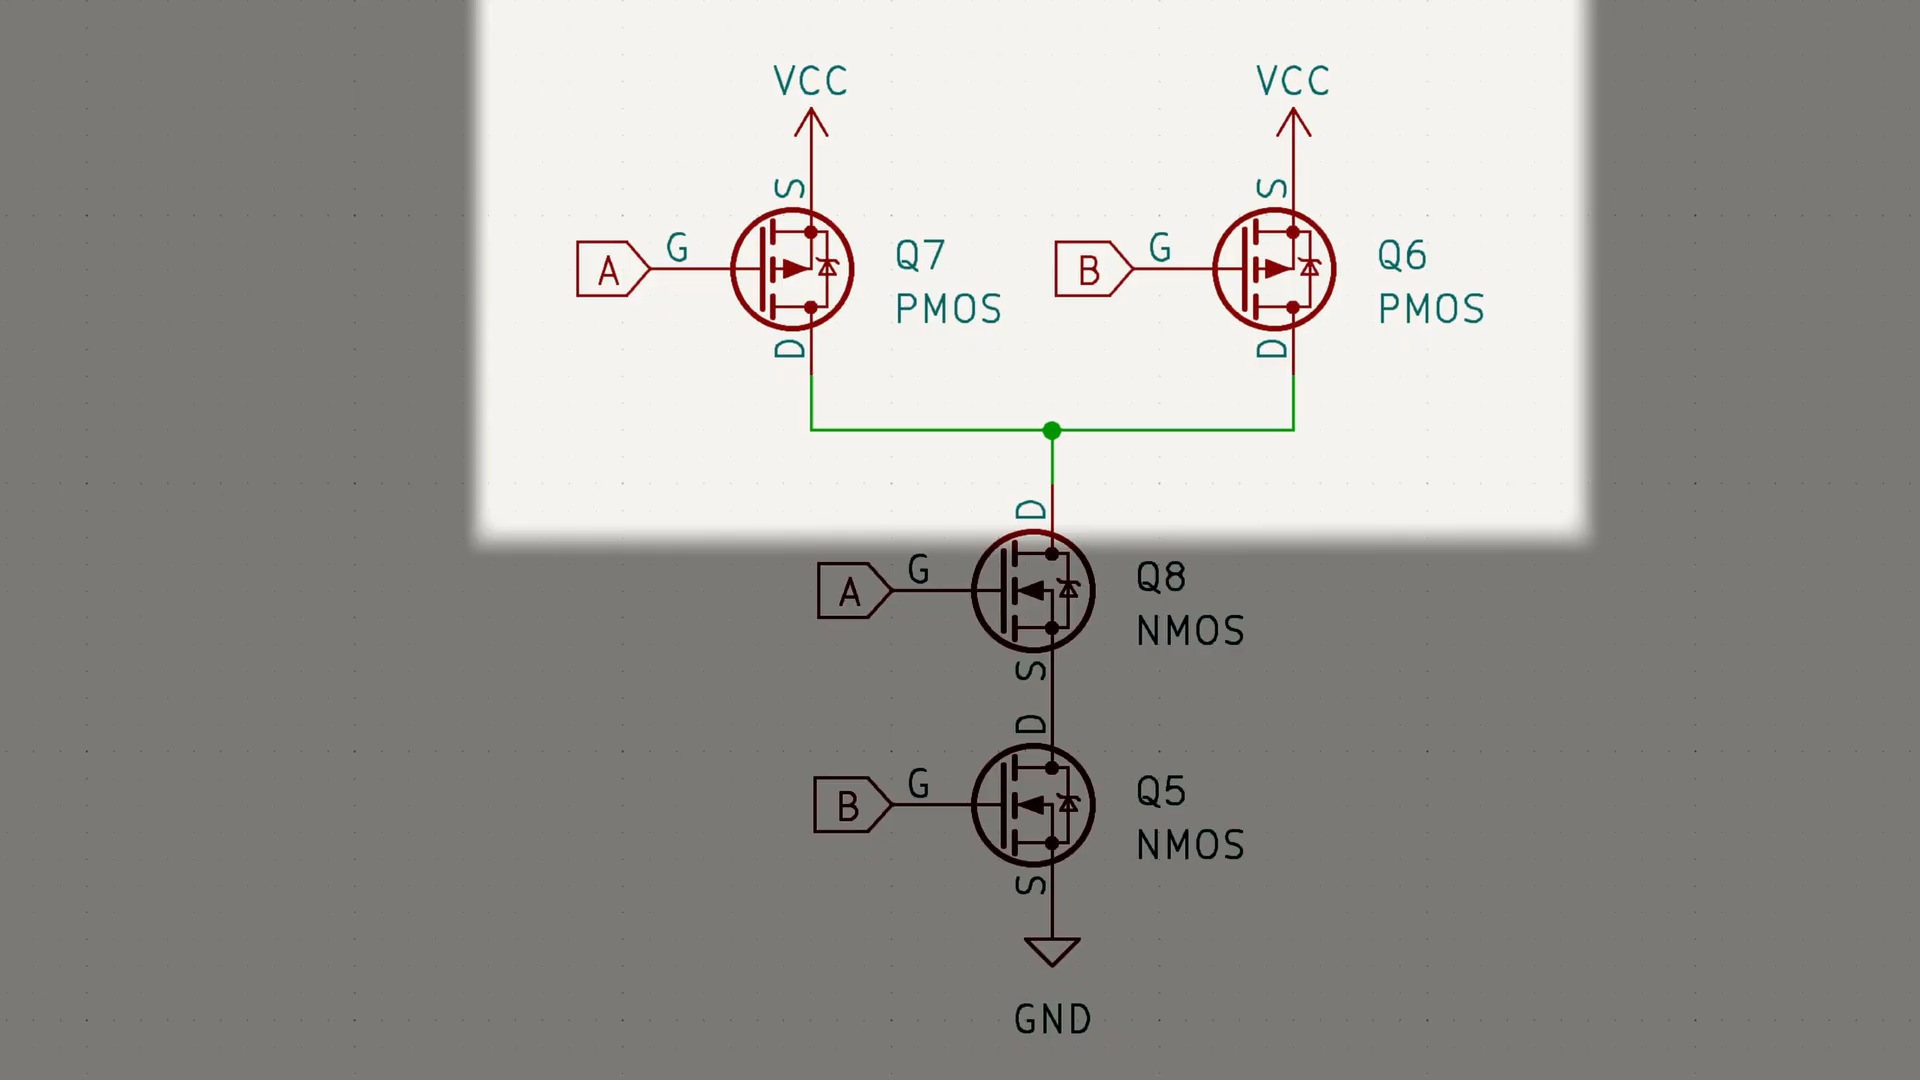 VCC VCC
S S
A G Q7 B G Q6
PMOS PMOS
D D
D
A G Q8
NMOS
S
D
B G Q5
NMOS
S
GND